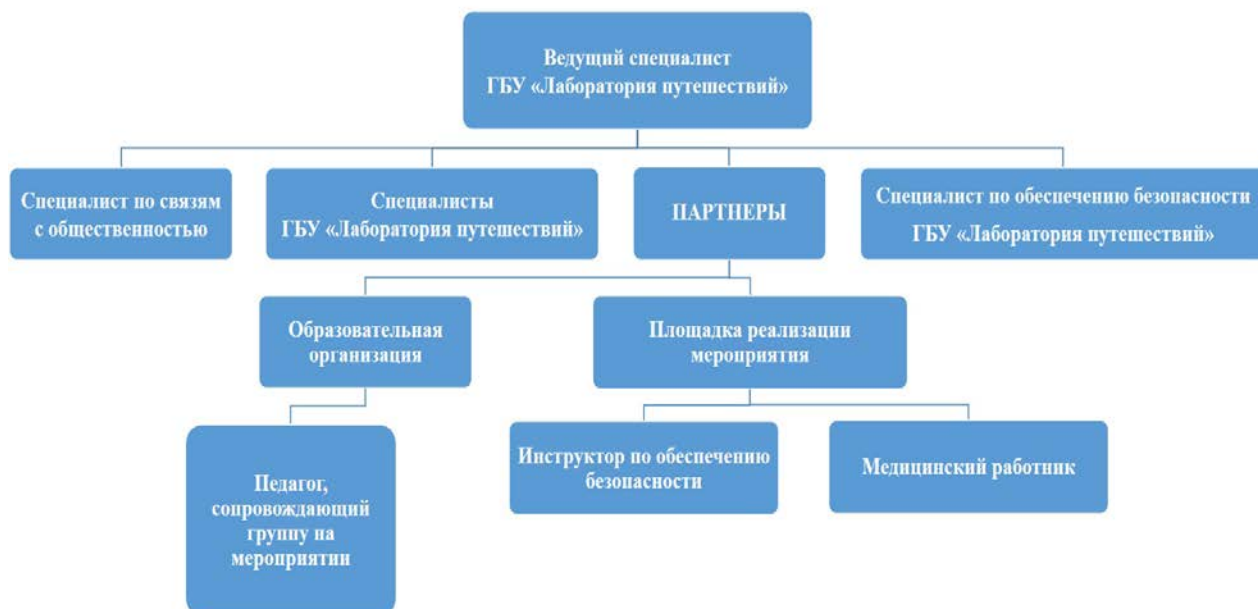 Ведущий специалист
ГБУ «Лаборатория путешествий»
Специалист по связям
с общественностью
Специалисты
ГБУ «Лаборатория путешествий»
ПАРТНЕРЫ
Специалист по обеспечению безопасности
ГБУ «Лаборатория путешествий»
Образовательная
организация
Площадка реализации
мероприятия
Педагог,
сопровождающий
группу на
мероприятии
Инструктор по обеспечению
безопасности
Медицинский работник